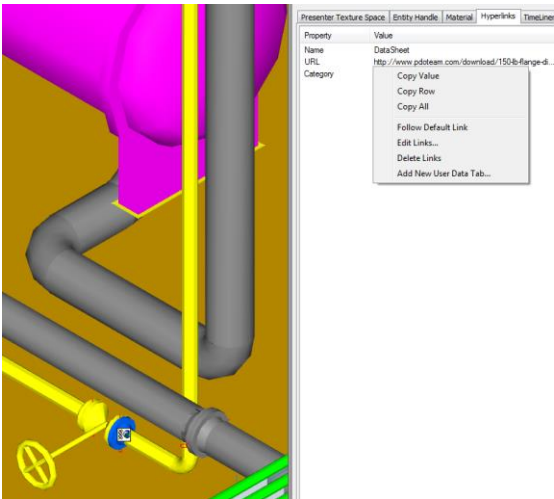 Presenter Texture Space Entity Handle Material Hyperlinks TimeLiner
Property Value
Name DataSheet
URL http://www.pdoteam.com/download/150-lb-flange-di...
Category
Copy Value
Copy Row
Copy All
Follow Default Link
Edit Links...
Delete Links
Add New User Data Tab...